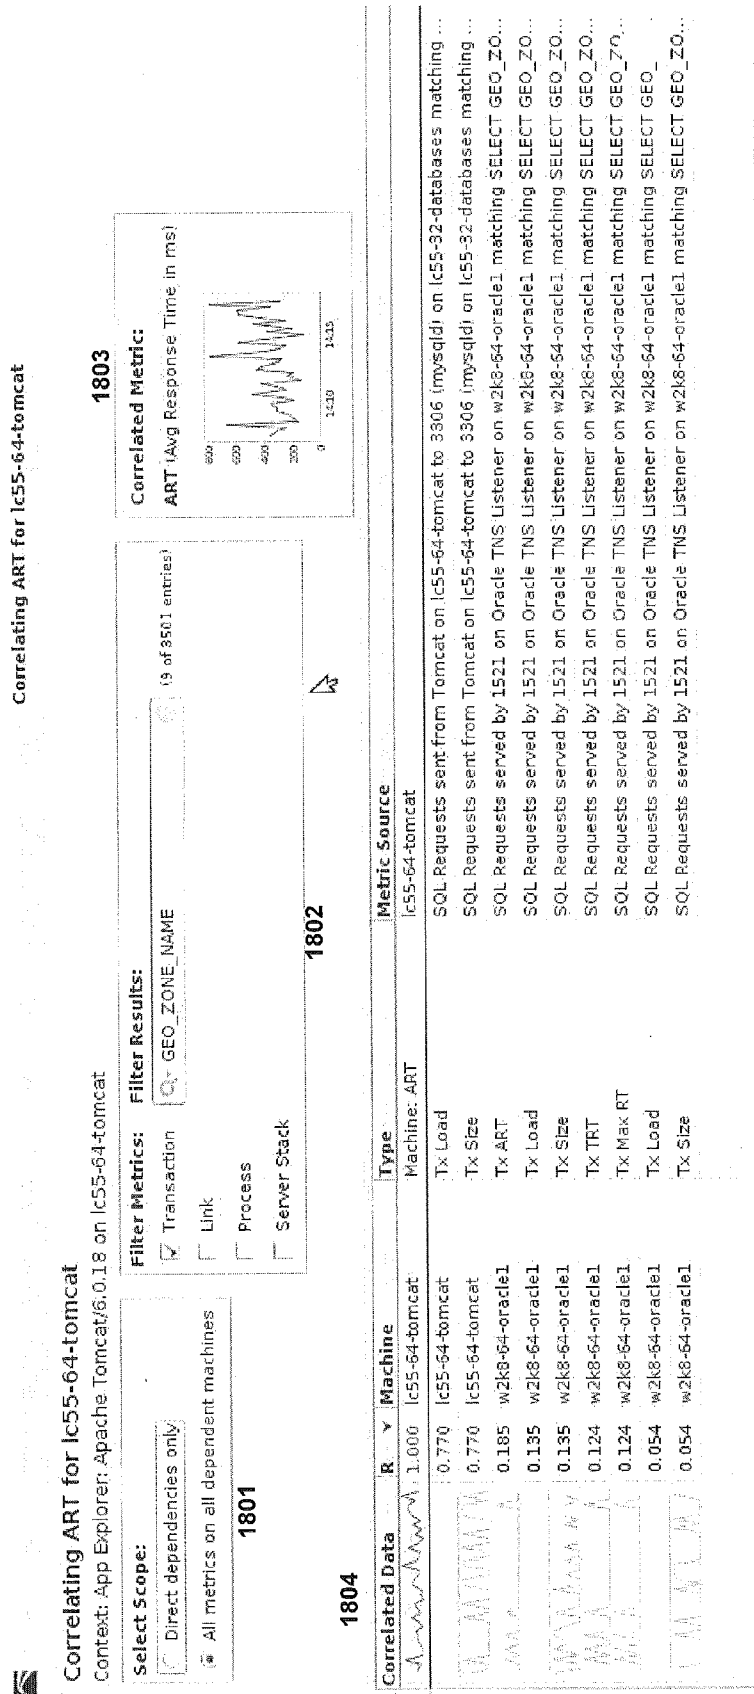 Correlating ART for lc55-64-tomcat
Correlating ART for lc55-64-tomcat
Context: App Explorer: Apache Tomcat/6.0.18 on lc55-64-tomcat
Select Scope:
Direct dependencies only
All metrics on all dependent machines
1801
Filter Metrics:
Transaction
Link
Process
Server Stack
Filter Results:
GEO_ZONE_NAME
(9 of 3501 entries)
1802
1803
Correlated Metric:
ART (Avg Response Time in ms)
800
600
400
200
0
14:10
14:15
1804
Correlated Data R Machine Type Metric Source
1.000 lc55-64-tomcat Machine: ART lc55-64-tomcat
0.770 lc55-64-tomcat Tx Load SQL Requests sent from Tomcat on lc55-64-tomcat to 3306 (mysqld) on lc55-32-databases matching ...
0.770 lc55-64-tomcat Tx Size SQL Requests sent from Tomcat on lc55-64-tomcat to 3306 (mysqld) on lc55-32-databases matching ...
0.185 w2k8-64-oracle1 Tx ART SQL Requests served by 1521 on Oracle TNS Listener on w2k8-64-oracle1 matching SELECT GEO_ZO...
0.135 w2k8-64-oracle1 Tx Load SQL Requests served by 1521 on Oracle TNS Listener on w2k8-64-oracle1 matching SELECT GEO_ZO...
0.135 w2k8-64-oracle1 Tx Size SQL Requests served by 1521 on Oracle TNS Listener on w2k8-64-oracle1 matching SELECT GEO_ZO...
0.124 w2k8-64-oracle1 Tx TRT SQL Requests served by 1521 on Oracle TNS Listener on w2k8-64-oracle1 matching SELECT GEO_ZO...
0.124 w2k8-64-oracle1 Tx Max RT SQL Requests served by 1521 on Oracle TNS Listener on w2k8-64-oracle1 matching SELECT GEO_ZO...
0.054 w2k8-64-oracle1 Tx Load SQL Requests served by 1521 on Oracle TNS Listener on w2k8-64-oracle1 matching SELECT GEO_
0.054 w2k8-64-oracle1 Tx Size SQL Requests served by 1521 on Oracle TNS Listener on w2k8-64-oracle1 matching SELECT GEO_ZO...